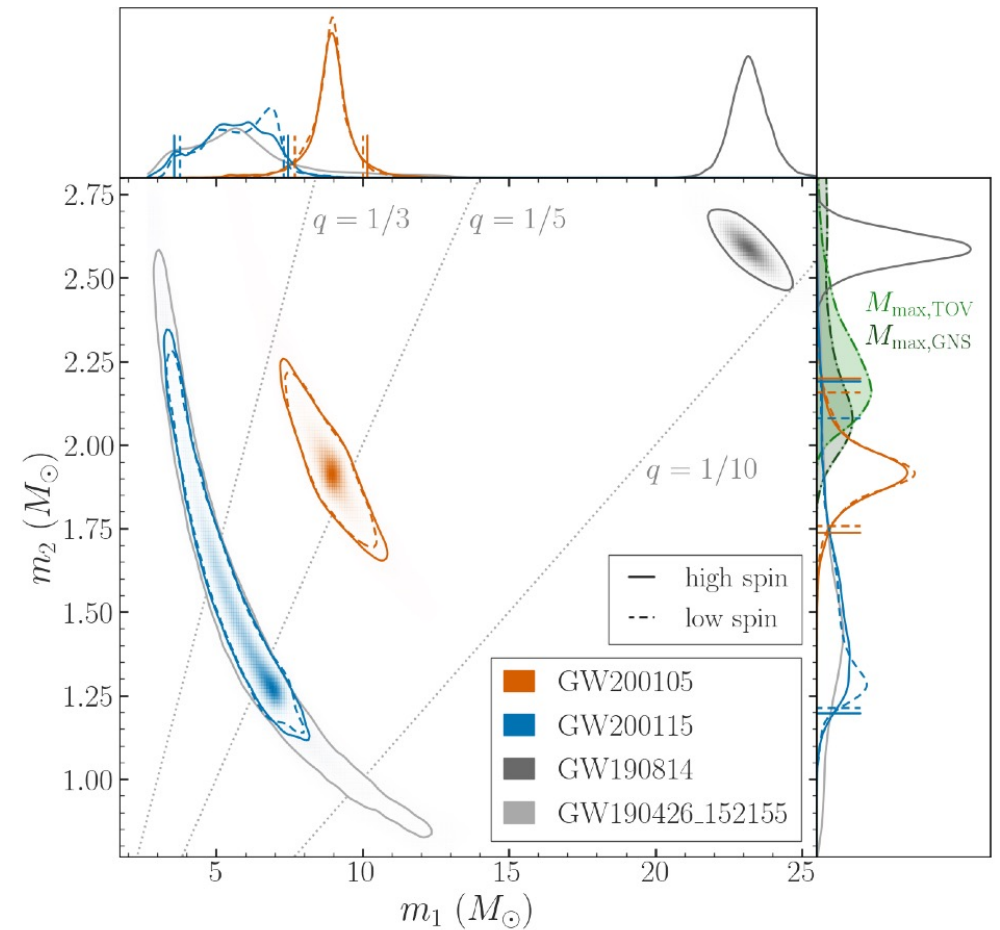 2.75
2.50
2.25
2.00
1.75
1.50
1.25
1.00
m₂ (M⊙)
q = 1/3
q = 1/5
q = 1/10
M_max,TOV
M_max,GNS
high spin
low spin
GW200105
GW200115
GW190814
GW190426_152155
5
10
15
20
25
m₁ (M⊙)